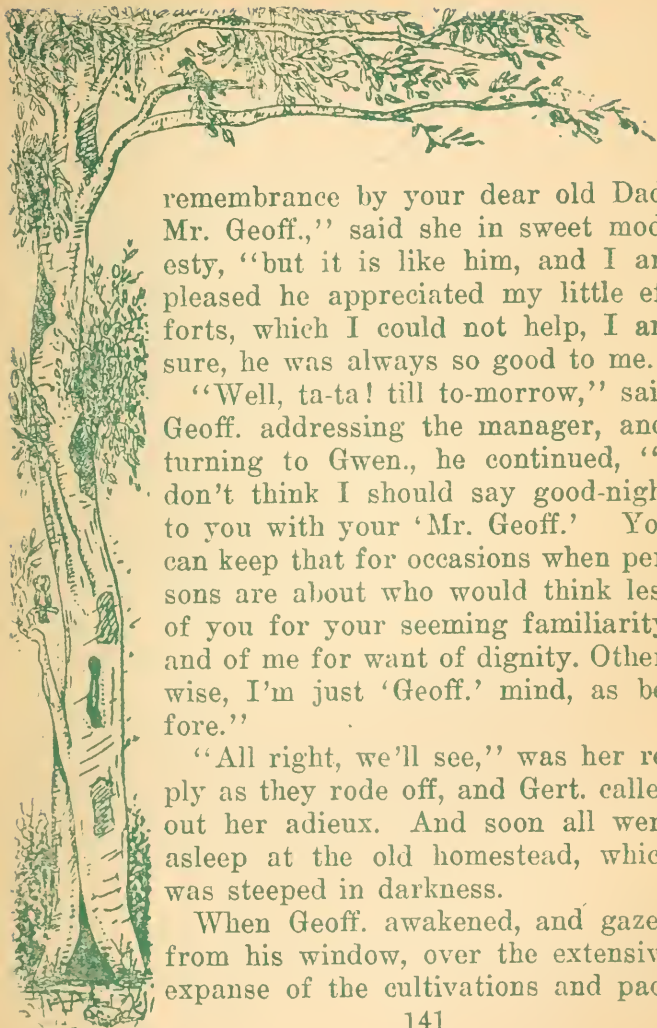 remembrance by your dear old Dad
Mr. Geoff.,'' said she in sweet mod
esty, ''but it is like him, and I am
pleased he appreciated my little ef
forts, which I could not help, I am
sure, he was always so good to me.
''Well, ta-ta! till to-morrow,'' said
Geoff. addressing the manager, and
turning to Gwen., he continued, ''
don't think I should say good-nigh
to you with your 'Mr. Geoff.' Yo
can keep that for occasions when per
sons are about who would think les
of you for your seeming familiarity
and of me for want of dignity. Other
wise, I'm just 'Geoff.' mind, as be
fore.''
''All right, we'll see,'' was her re
ply as they rode off, and Gert. calle
out her adieux. And soon all wer
asleep at the old homestead, whic
was steeped in darkness.
When Geoff. awakened, and gaze
from his window, over the extensiv
expanse of the cultivations and pad
141